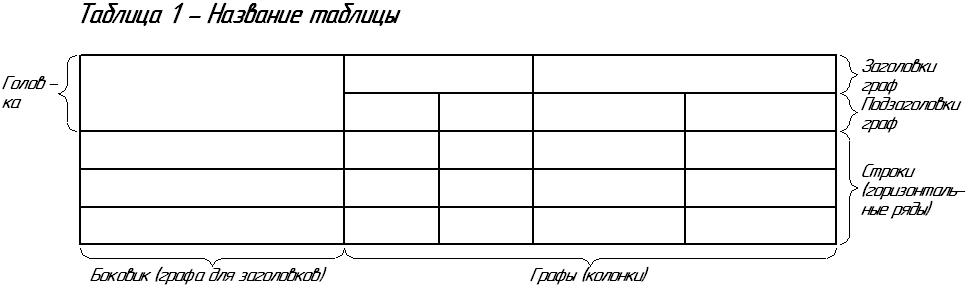 Таблица 1 – Название таблицы
Голов –
ка
Заголовки
граф
Подзаголовки
граф
Строки
(горизонталь–
ные ряды)
Боковик (графа для заголовков)
Графы (колонки)